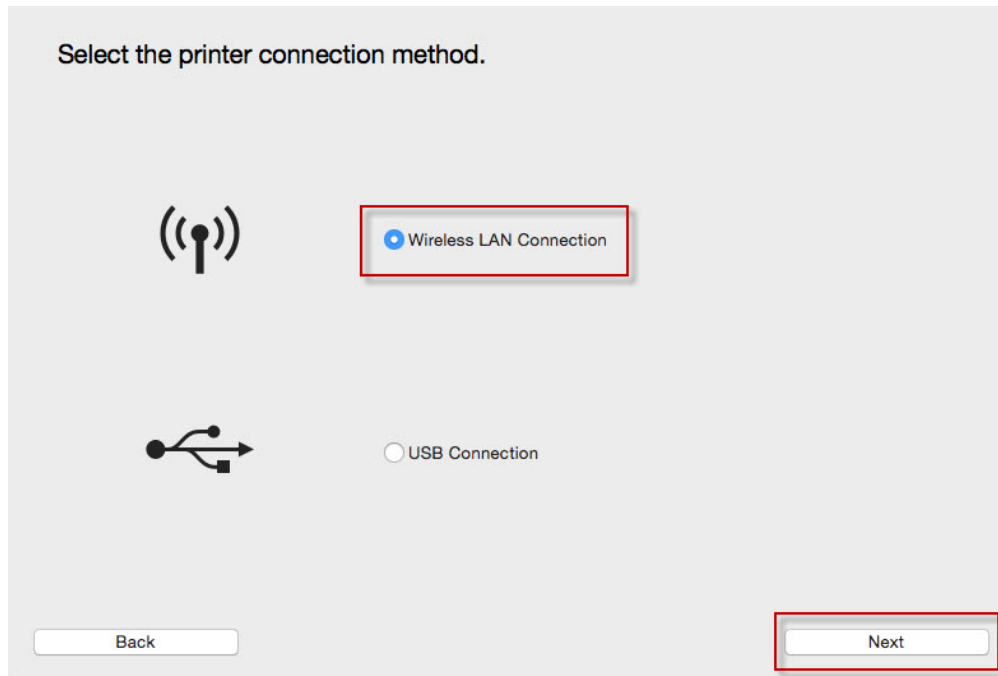 Select the printer connection method.
Wireless LAN Connection
USB Connection
Back
Next